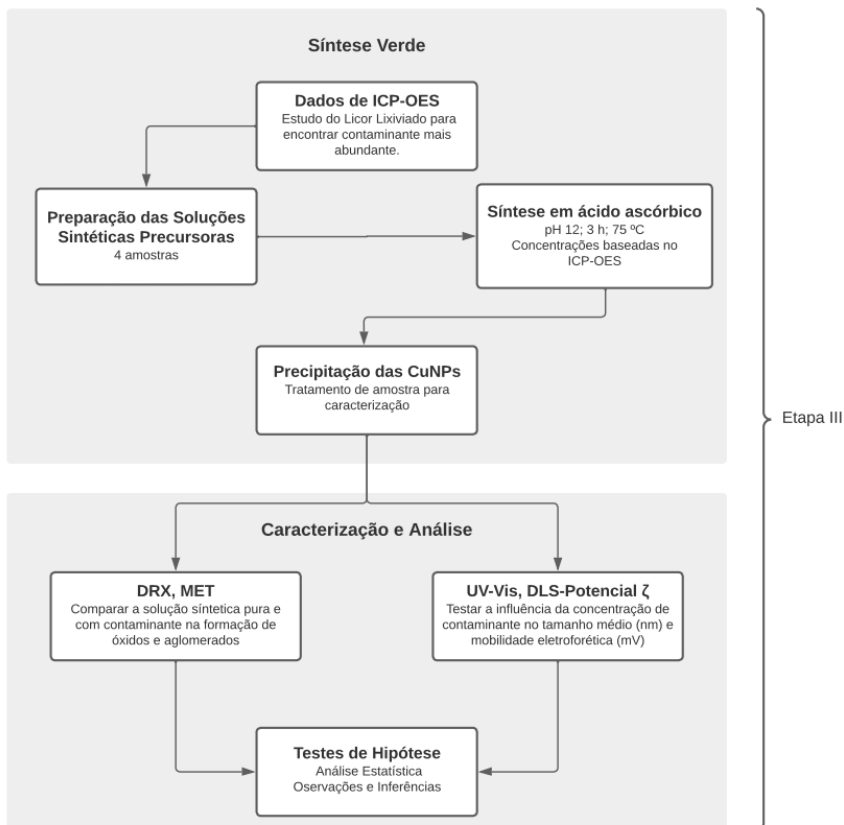 Síntese Verde
Dados de ICP-OES
Estudo do Licor Lixiviado para
encontrar contaminante mais
abundante.
Preparação das Soluções
Sintéticas Precursoras
4 amostras
Síntese em ácido ascórbico
pH 12; 3 h; 75 ºC
Concentrações baseadas no
ICP-OES
Precipitação das CuNPs
Tratamento de amostra para
caracterização
Etapa III
Caracterização e Análise
DRX, MET
Comparar a solução síntetica pura e
com contaminante na formação de
óxidos e aglomerados
UV-Vis, DLS-Potencial ζ
Testar a influência da concentração de
contaminante no tamanho médio (nm) e
mobilidade eletroforética (mV)
Testes de Hipótese
Análise Estatística
Oservações e Inferências